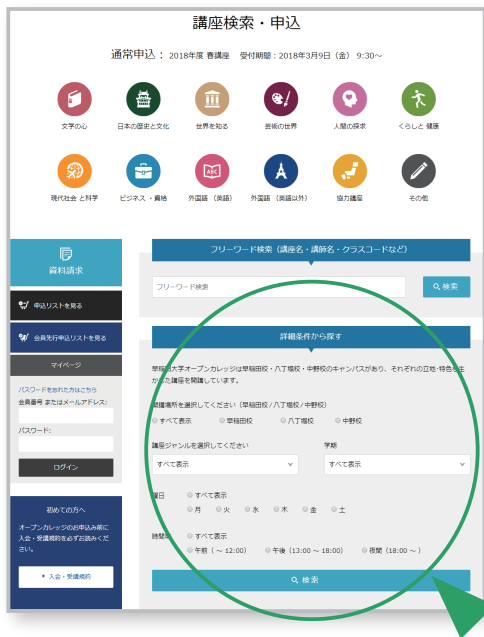 講座検索・申込
通常申込： 2018年度 春講座 受付期間：2018年3月9日（金） 9:30～
文学の心 日本の歴史と文化 世界を知る 芸術の世界 人間の探求 くらしと 健康
ABC
現代社会 と科学 ビジネス ・資格 外国語 （英語） 外国語 （英語以外） 協力講座 その他
資料請求
申込リストを見る
会員先行申込リストを見る
マイページ
パスワードを忘れた方はこちら
会員番号 またはメールアドレス:
パスワード:
ログイン
初めての方へ
オープンカレッジのお申込み前に
入会・受講規約を必ずお読みくだ
さい。
入会・受講規約
フリーワード検索（講座名・講師名・クラスコードなど）
フリーワード検索
検索
詳細条件から探す
早稲田大学オープンカレッジは早稲田校・八丁堀校・中野校のキャンパスがあり、それぞれの立地･特色を生
かした講座を開講しています。
開講場所を選択してください（早稲田校/八丁堀校/中野校）
すべて表示 早稲田校 八丁堀校 中野校
講座ジャンルを選択してください 学期
すべて表示 すべて表示
曜日 すべて表示
月 火 水 木 金 土
時間帯 すべて表示
午前（ ～ 12:00） 午後（13:00 ～ 18:00） 夜間（18:00 ～ ）
検索